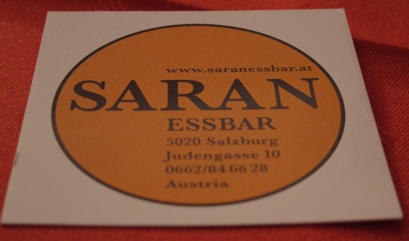 www.saranessbar.at
SARAN
ESSBAR
5020 Salzburg
Judengasse 10
0662/84 66 28
Austria